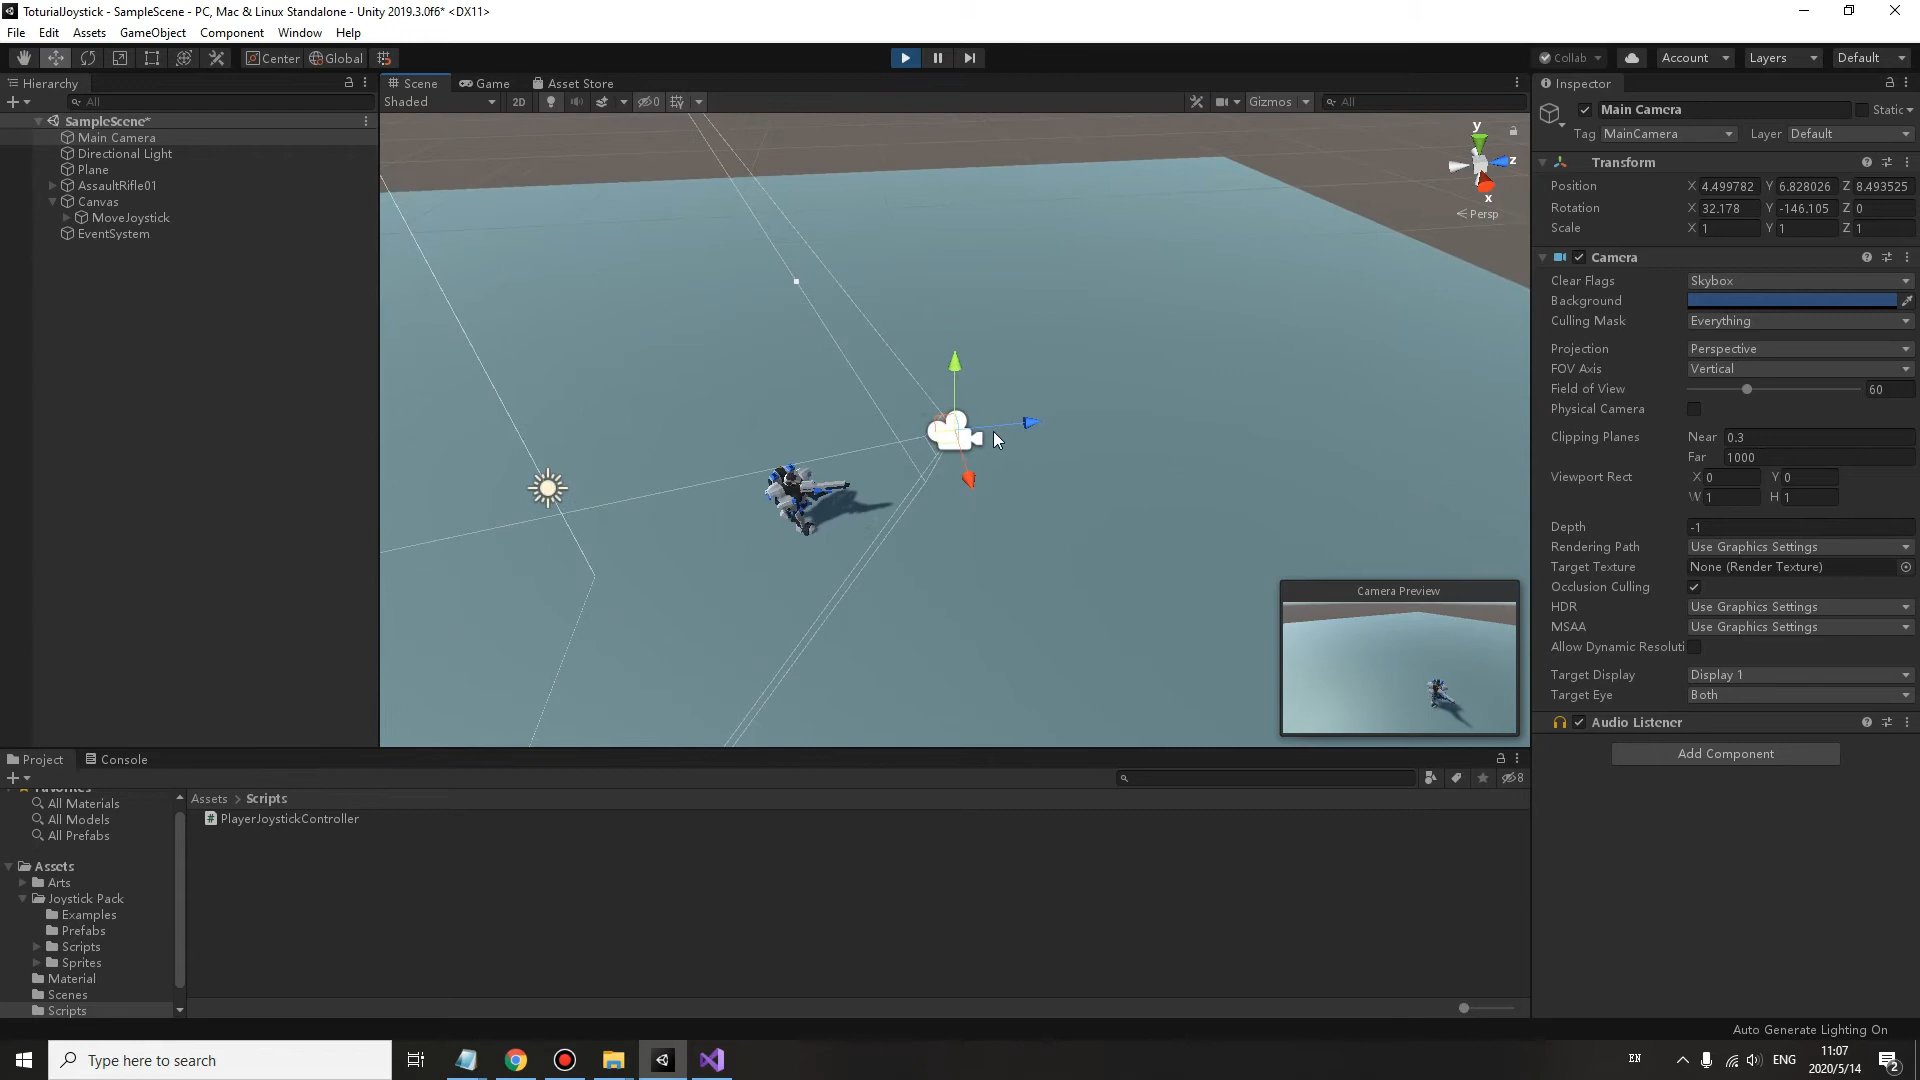 ToturialJoystick - SampleScene - PC, Mac & Linux Standalone - Unity 2019.3.0f6* <DX11>
File Edit Assets GameObject Component Window Help
Center Global Collab Account Layers Default
Hierarchy
All
SampleScene*
Main Camera
Directional Light
Plane
AssaultRifle01
Canvas
MoveJoystick
EventSystem
Scene Game Asset Store
Shaded 2D 0 Gizmos All
y
z
x
Persp
Camera Preview
Inspector
Main Camera Static
Tag MainCamera Layer Default
Transform
Position X 4.499782 Y 6.828026 Z 8.493525
Rotation X 32.178 Y -146.105 Z 0
Scale X 1 Y 1 Z 1
Camera
Clear Flags Skybox
Background
Culling Mask Everything
Projection Perspective
FOV Axis Vertical
Field of View 60
Physical Camera
Clipping Planes Near 0.3
Far 1000
Viewport Rect X 0 Y 0
W 1 H 1
Depth -1
Rendering Path Use Graphics Settings
Target Texture None (Render Texture)
Occlusion Culling
HDR Use Graphics Settings
MSAA Use Graphics Settings
Allow Dynamic Resoluti
Target Display Display 1
Target Eye Both
Audio Listener
Add Component
Project Console
8
All Materials
All Models
All Prefabs
Assets
Arts
Joystick Pack
Examples
Prefabs
Scripts
Sprites
Material
Scenes
Scripts
Assets > Scripts
PlayerJoystickController
Auto Generate Lighting On
Type here to search
EN ENG 11:07
2020/5/14
2